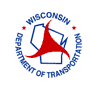 WISCONSIN
DEPARTMENT OF TRANSPORTATION